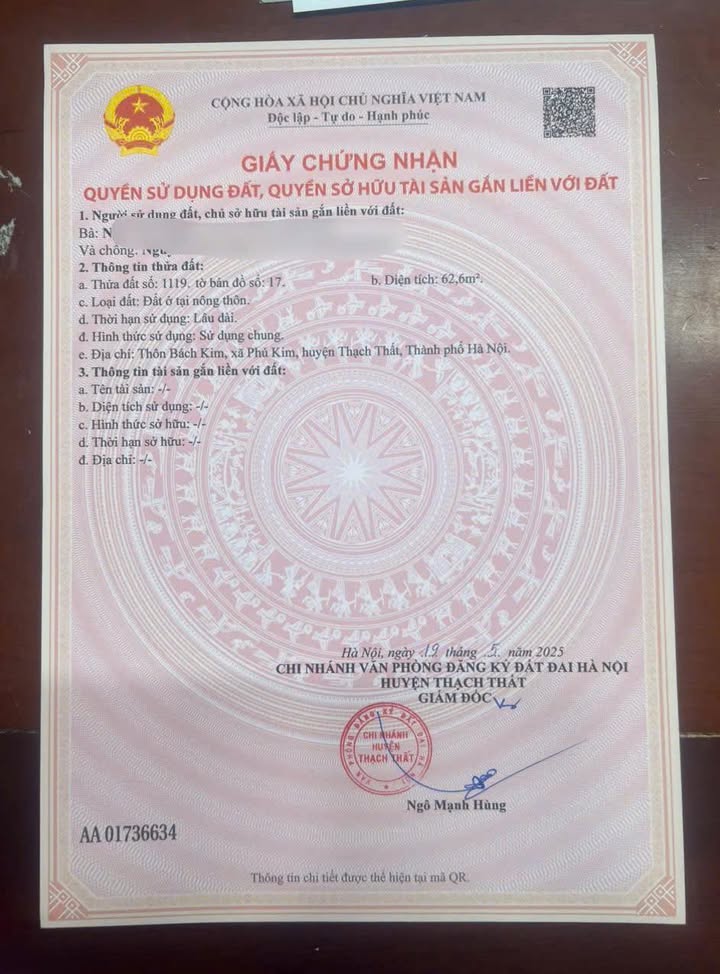 CỘNG HÒA XÃ HỘI CHỦ NGHĨA VIỆT NAM
Độc lập - Tự do - Hạnh phúc
GIẤY CHỨNG NHẬN
QUYỀN SỬ DỤNG ĐẤT, QUYỀN SỞ HỮU TÀI SẢN GẮN LIỀN VỚI ĐẤT
1. Người sử dụng đất, chủ sở hữu tài sản gắn liền với đất:
Bà: N
Và chồng:
2. Thông tin thửa đất:
a. Thửa đất số: 1119. tờ bản đồ số: 17. b. Diện tích: 62,6m².
c. Loại đất: Đất ở tại nông thôn.
d. Thời hạn sử dụng: Lâu dài.
đ. Hình thức sử dụng: Sử dụng chung.
e. Địa chỉ: Thôn Bách Kim, xã Phú Kim, huyện Thạch Thất, Thành phố Hà Nội.
3. Thông tin tài sản gắn liền với đất:
a. Tên tài sản: -/-
b. Diện tích sử dụng: -/-
c. Hình thức sở hữu: -/-
d. Thời hạn sở hữu: -/-
đ. Địa chỉ: -/-
Hà Nội, ngày 19 tháng 5 năm 2025
CHI NHÁNH VĂN PHÒNG ĐĂNG KÝ ĐẤT ĐAI HÀ NỘI
HUYỆN THẠCH THẤT
GIÁM ĐỐC
VĂN PHÒNG ĐĂNG KÝ ĐẤT ĐAI HÀ NỘI
CHI NHÁNH
HUYỆN
THẠCH THẤT
Ngô Mạnh Hùng
AA 01736634
Thông tin chi tiết được thể hiện tại mã QR.